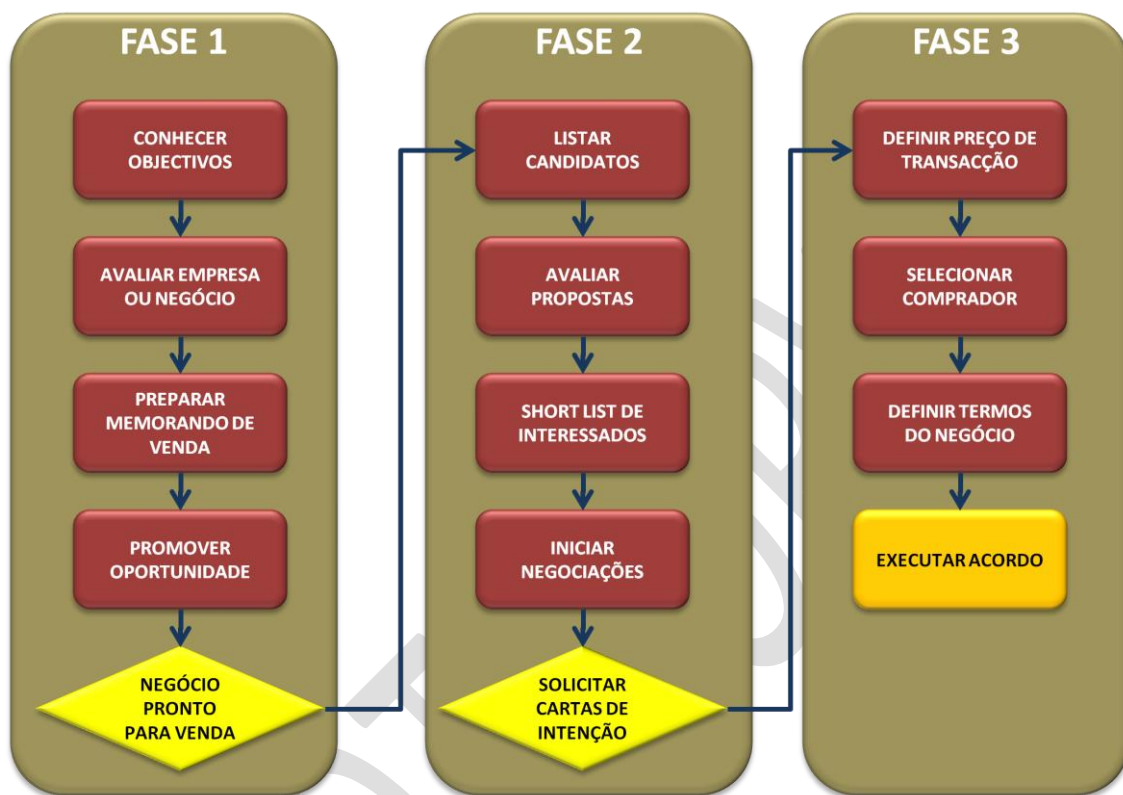 FASE 1
CONHECER
OBJECTIVOS
AVALIAR EMPRESA
OU NEGÓCIO
PREPARAR
MEMORANDO DE
VENDA
PROMOVER
OPORTUNIDADE
NEGÓCIO
PRONTO
PARA VENDA
FASE 2
LISTAR
CANDIDATOS
AVALIAR
PROPOSTAS
SHORT LIST DE
INTERESSADOS
INICIAR
NEGOCIAÇÕES
SOLICITAR
CARTAS DE
INTENÇÃO
FASE 3
DEFINIR PREÇO DE
TRANSACÇÃO
SELECIONAR
COMPRADOR
DEFINIR TERMOS
DO NEGÓCIO
EXECUTAR ACORDO